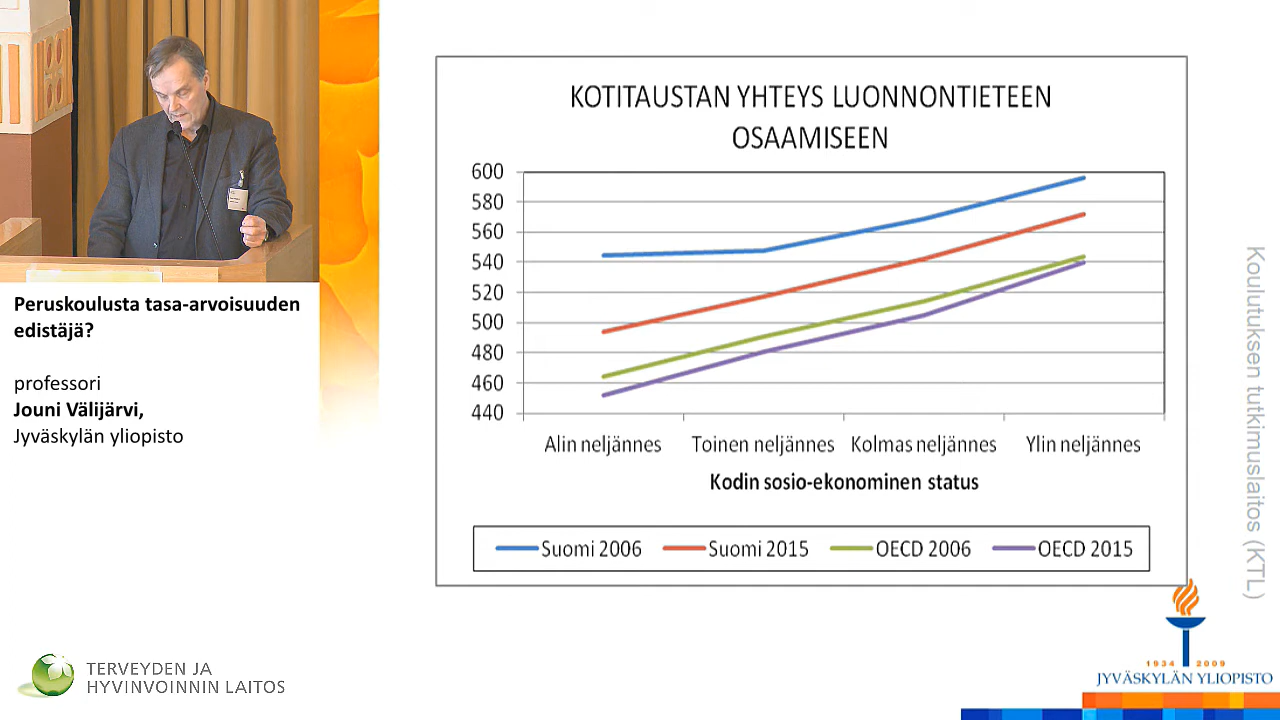 Peruskoulusta tasa-arvoisuuden
edistäjä?
professori
Jouni Välijärvi,
Jyväskylän yliopisto
TERVEYDEN JA
HYVINVOINNIN LAITOS
KOTITAUSTAN YHTEYS LUONNONTIETEEN
OSAAMISEEN
600
580
560
540
520
500
480
460
440
Alin neljännes Toinen neljännes Kolmas neljännes Ylin neljännes
Kodin sosio-ekonominen status
Suomi 2006 Suomi 2015 OECD 2006 OECD 2015
Koulutuksen tutkimuslaitos (KTL)
1934 2009
JYVÄSKYLÄN YLIOPISTO